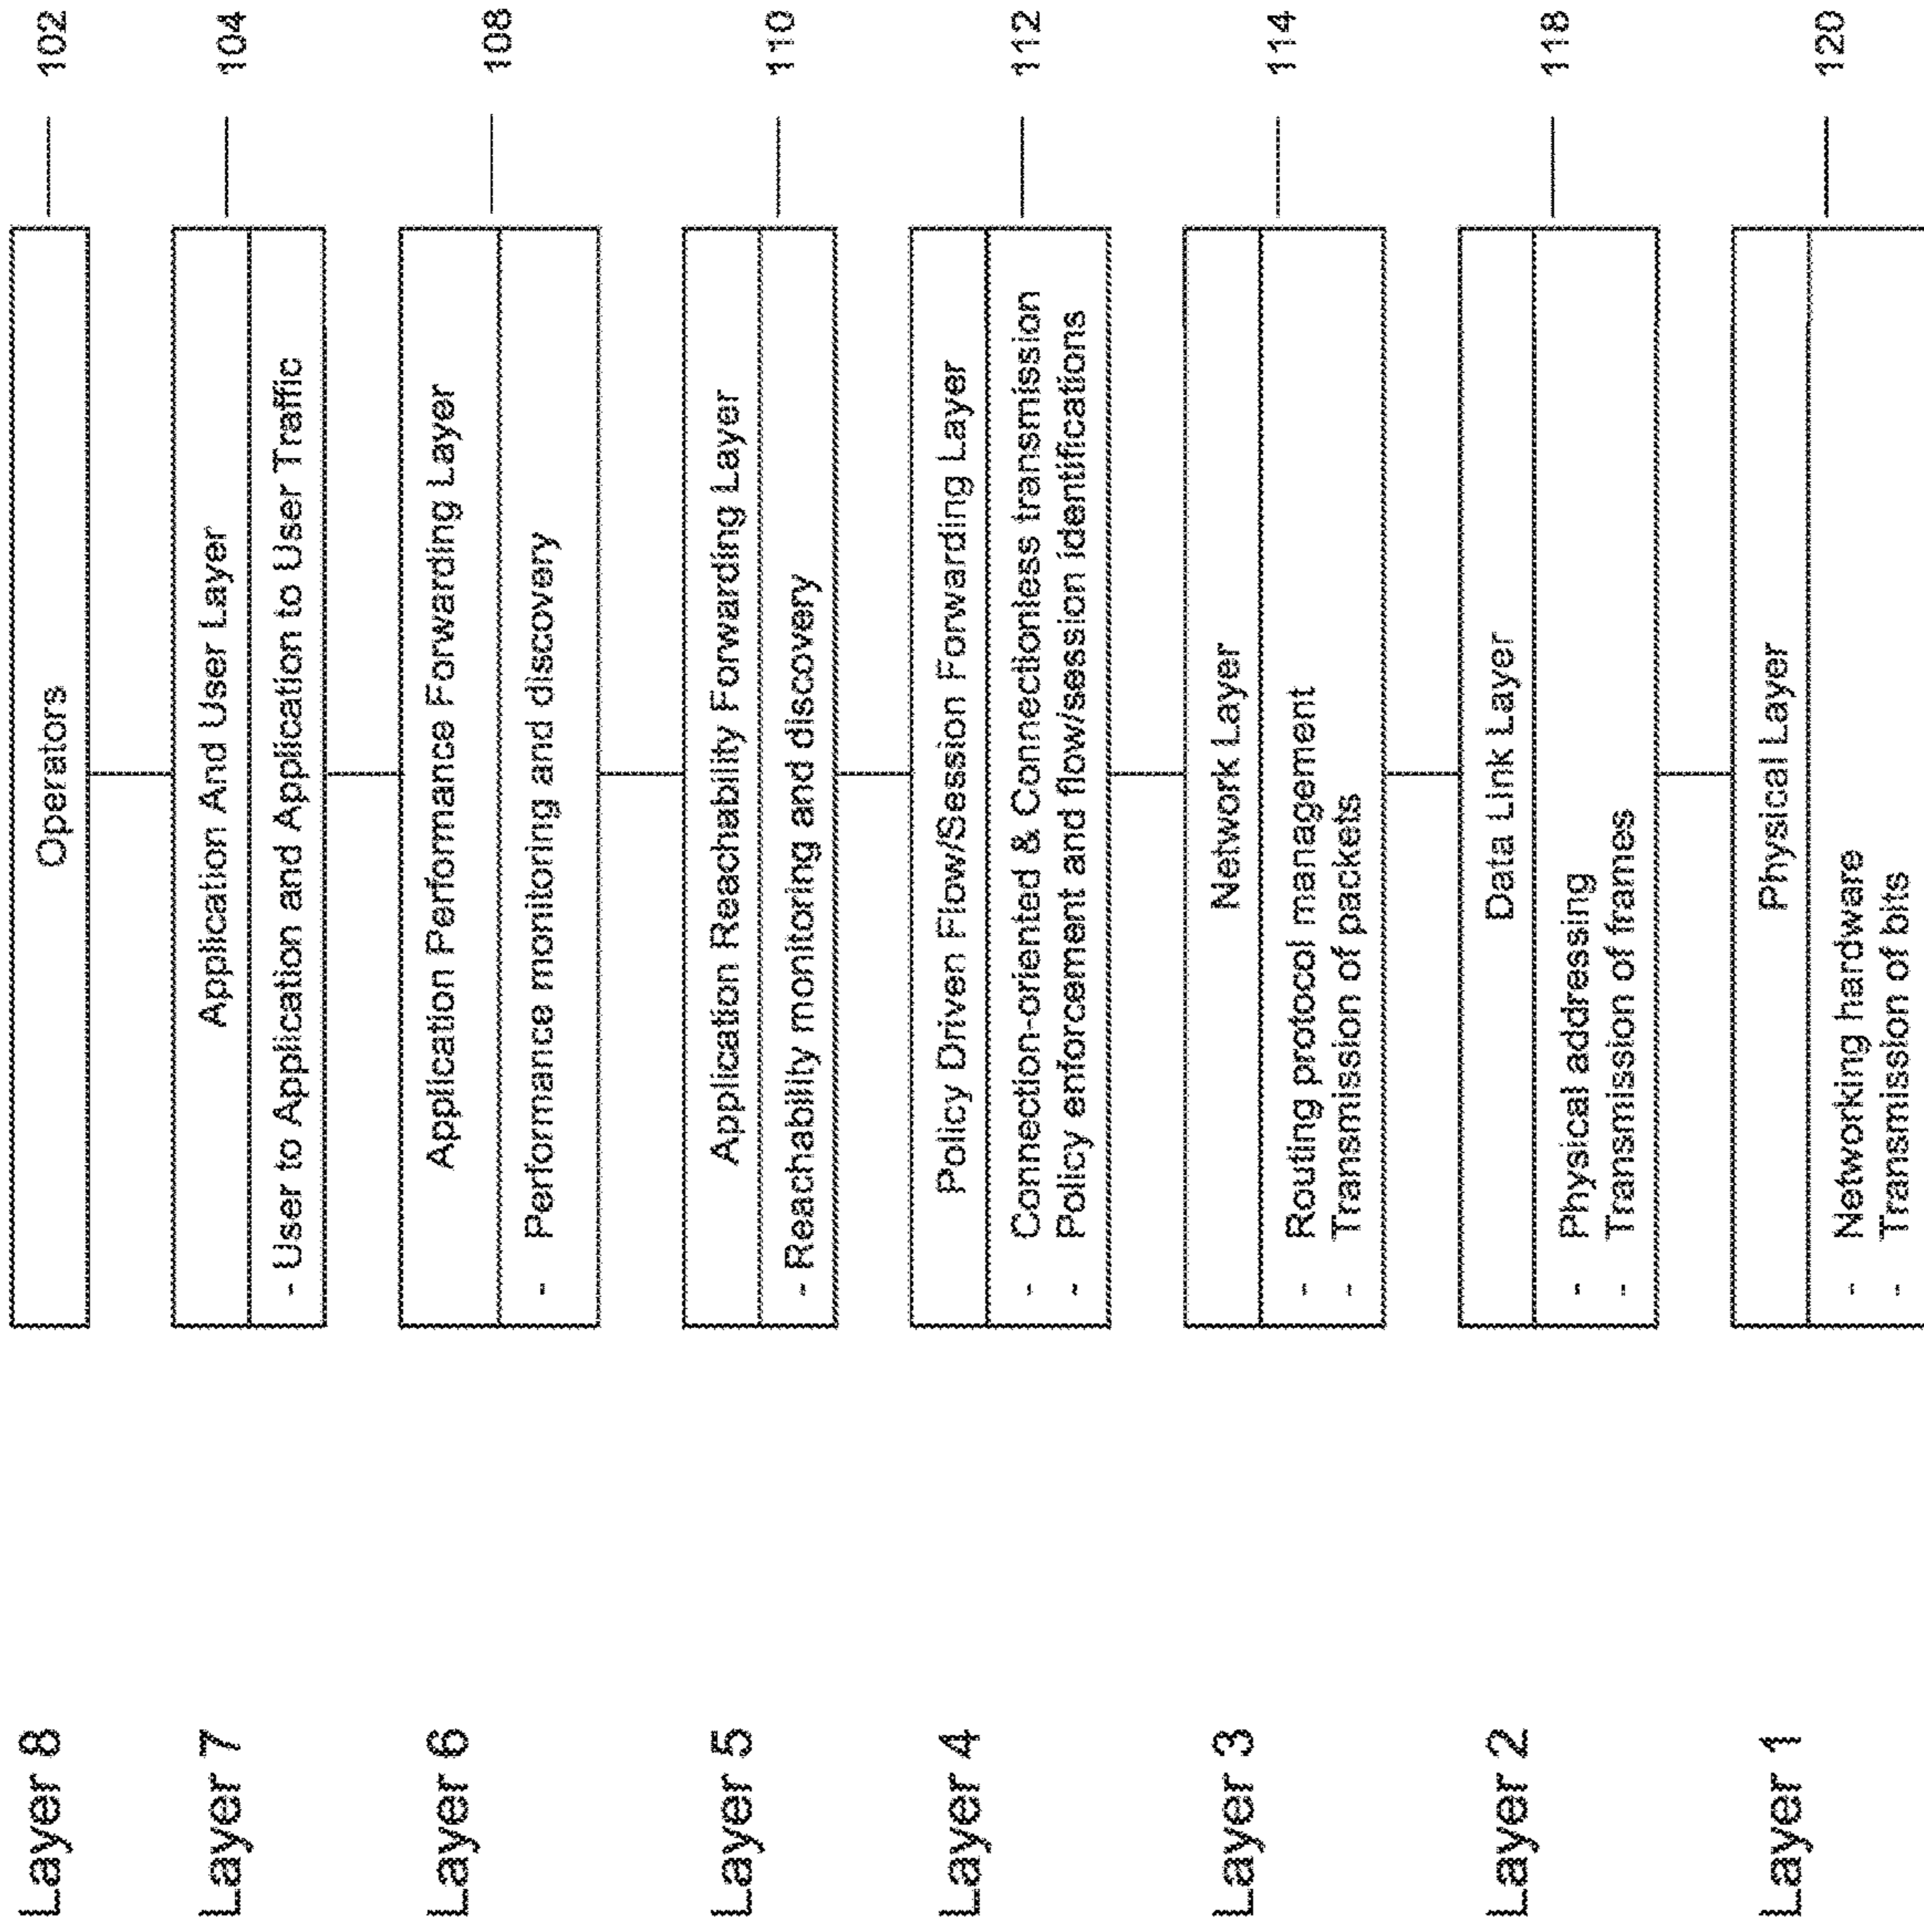 Layer 8
Operators
102
Layer 7
Application And User Layer
- User to Application and Application to User Traffic
104
Layer 6
Application Performance Forwarding Layer
- Performance monitoring and discovery
108
Layer 5
Application Reachability Forwarding Layer
- Reachability monitoring and discovery
110
Layer 4
Policy Driven Flow/Session Forwarding Layer
- Connection-oriented & Connectionless transmission
- Policy enforcement and flow/session identifications
112
Layer 3
Network Layer
- Routing protocol management
- Transmission of packets
114
Layer 2
Data Link Layer
- Physical addressing
- Transmission of frames
118
Layer 1
Physical Layer
- Networking hardware
- Transmission of bits
120